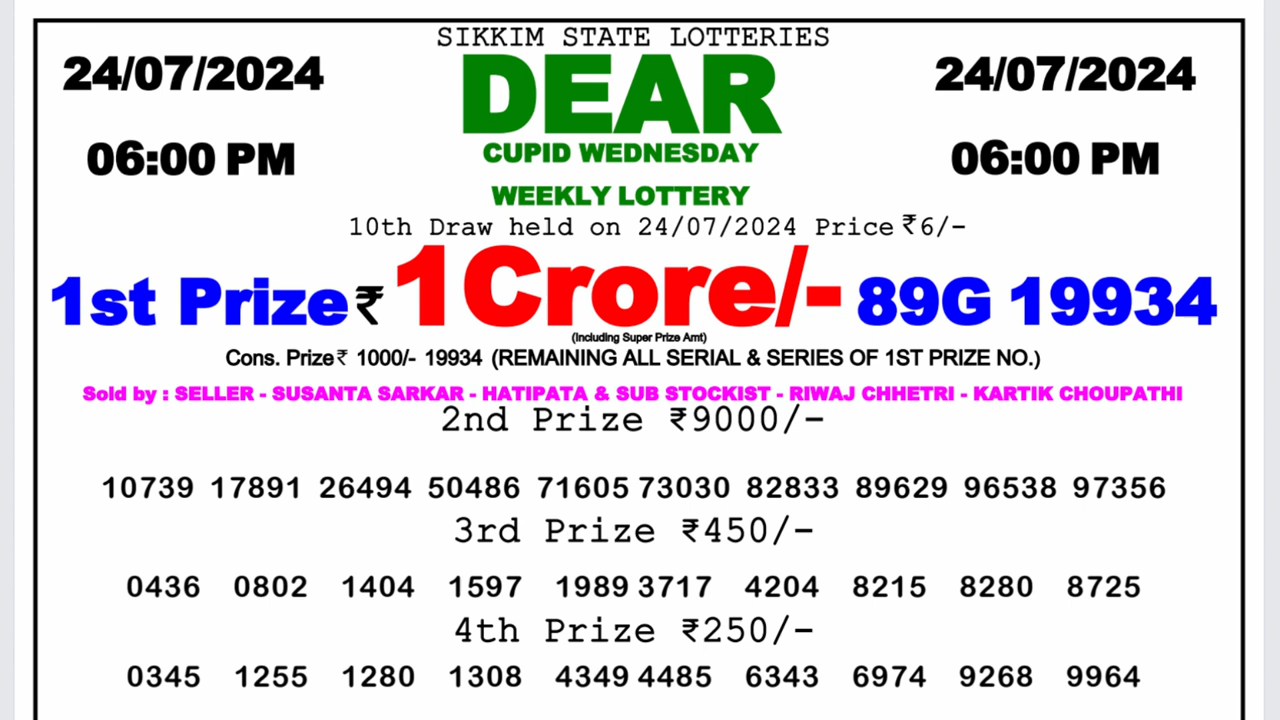 SIKKIM STATE LOTTERIES
24/07/2024 DEAR 24/07/2024
06:00 PM CUPID WEDNESDAY 06:00 PM
WEEKLY LOTTERY
10th Draw held on 24/07/2024 Price ₹6/-
1st Prize ₹ 1Crore/- 89G 19934
(Including Super Prize Amt)
Cons. Prize ₹ 1000/- 19934 (REMAINING ALL SERIAL & SERIES OF 1ST PRIZE NO.)
Sold by : SELLER - SUSANTA SARKAR - HATIPATA & SUB STOCKIST - RIWAJ CHHETRI - KARTIK CHOUPATHI
2nd Prize ₹9000/-
10739 17891 26494 50486 71605 73030 82833 89629 96538 97356
3rd Prize ₹450/-
0436 0802 1404 1597 1989 3717 4204 8215 8280 8725
4th Prize ₹250/-
0345 1255 1280 1308 4349 4485 6343 6974 9268 9964